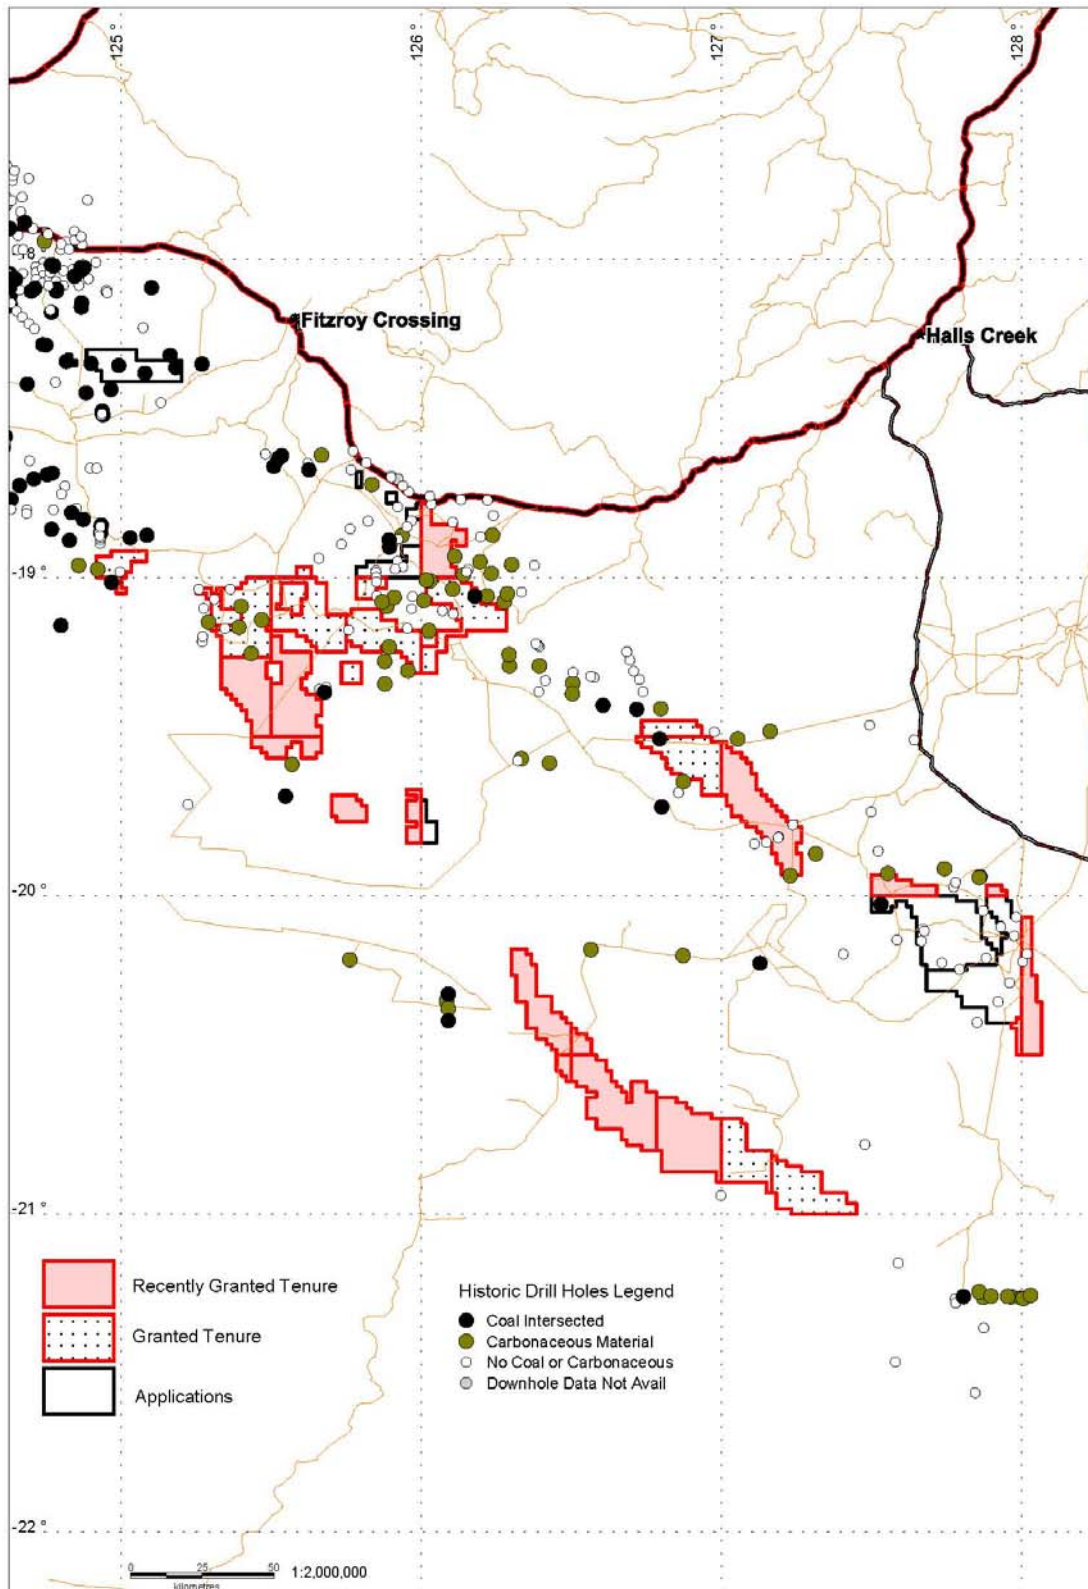 125°
126°
127°
128°
18
Fitzroy Crossing
Halls Creek
-19°
-20°
-21°
Recently Granted Tenure
Granted Tenure
Applications
Historic Drill Holes Legend
Coal Intersected
Carbonaceous Material
No Coal or Carbonaceous
Downhole Data Not Avail
-22°
0 25 50
kilometres
1:2,000,000